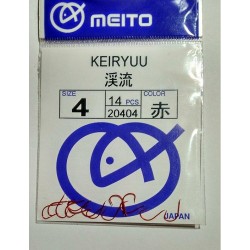 MEITO
KEIRYUU
渓流
SIZE
4
14 PCS
20404
COLOR
赤
JAPAN